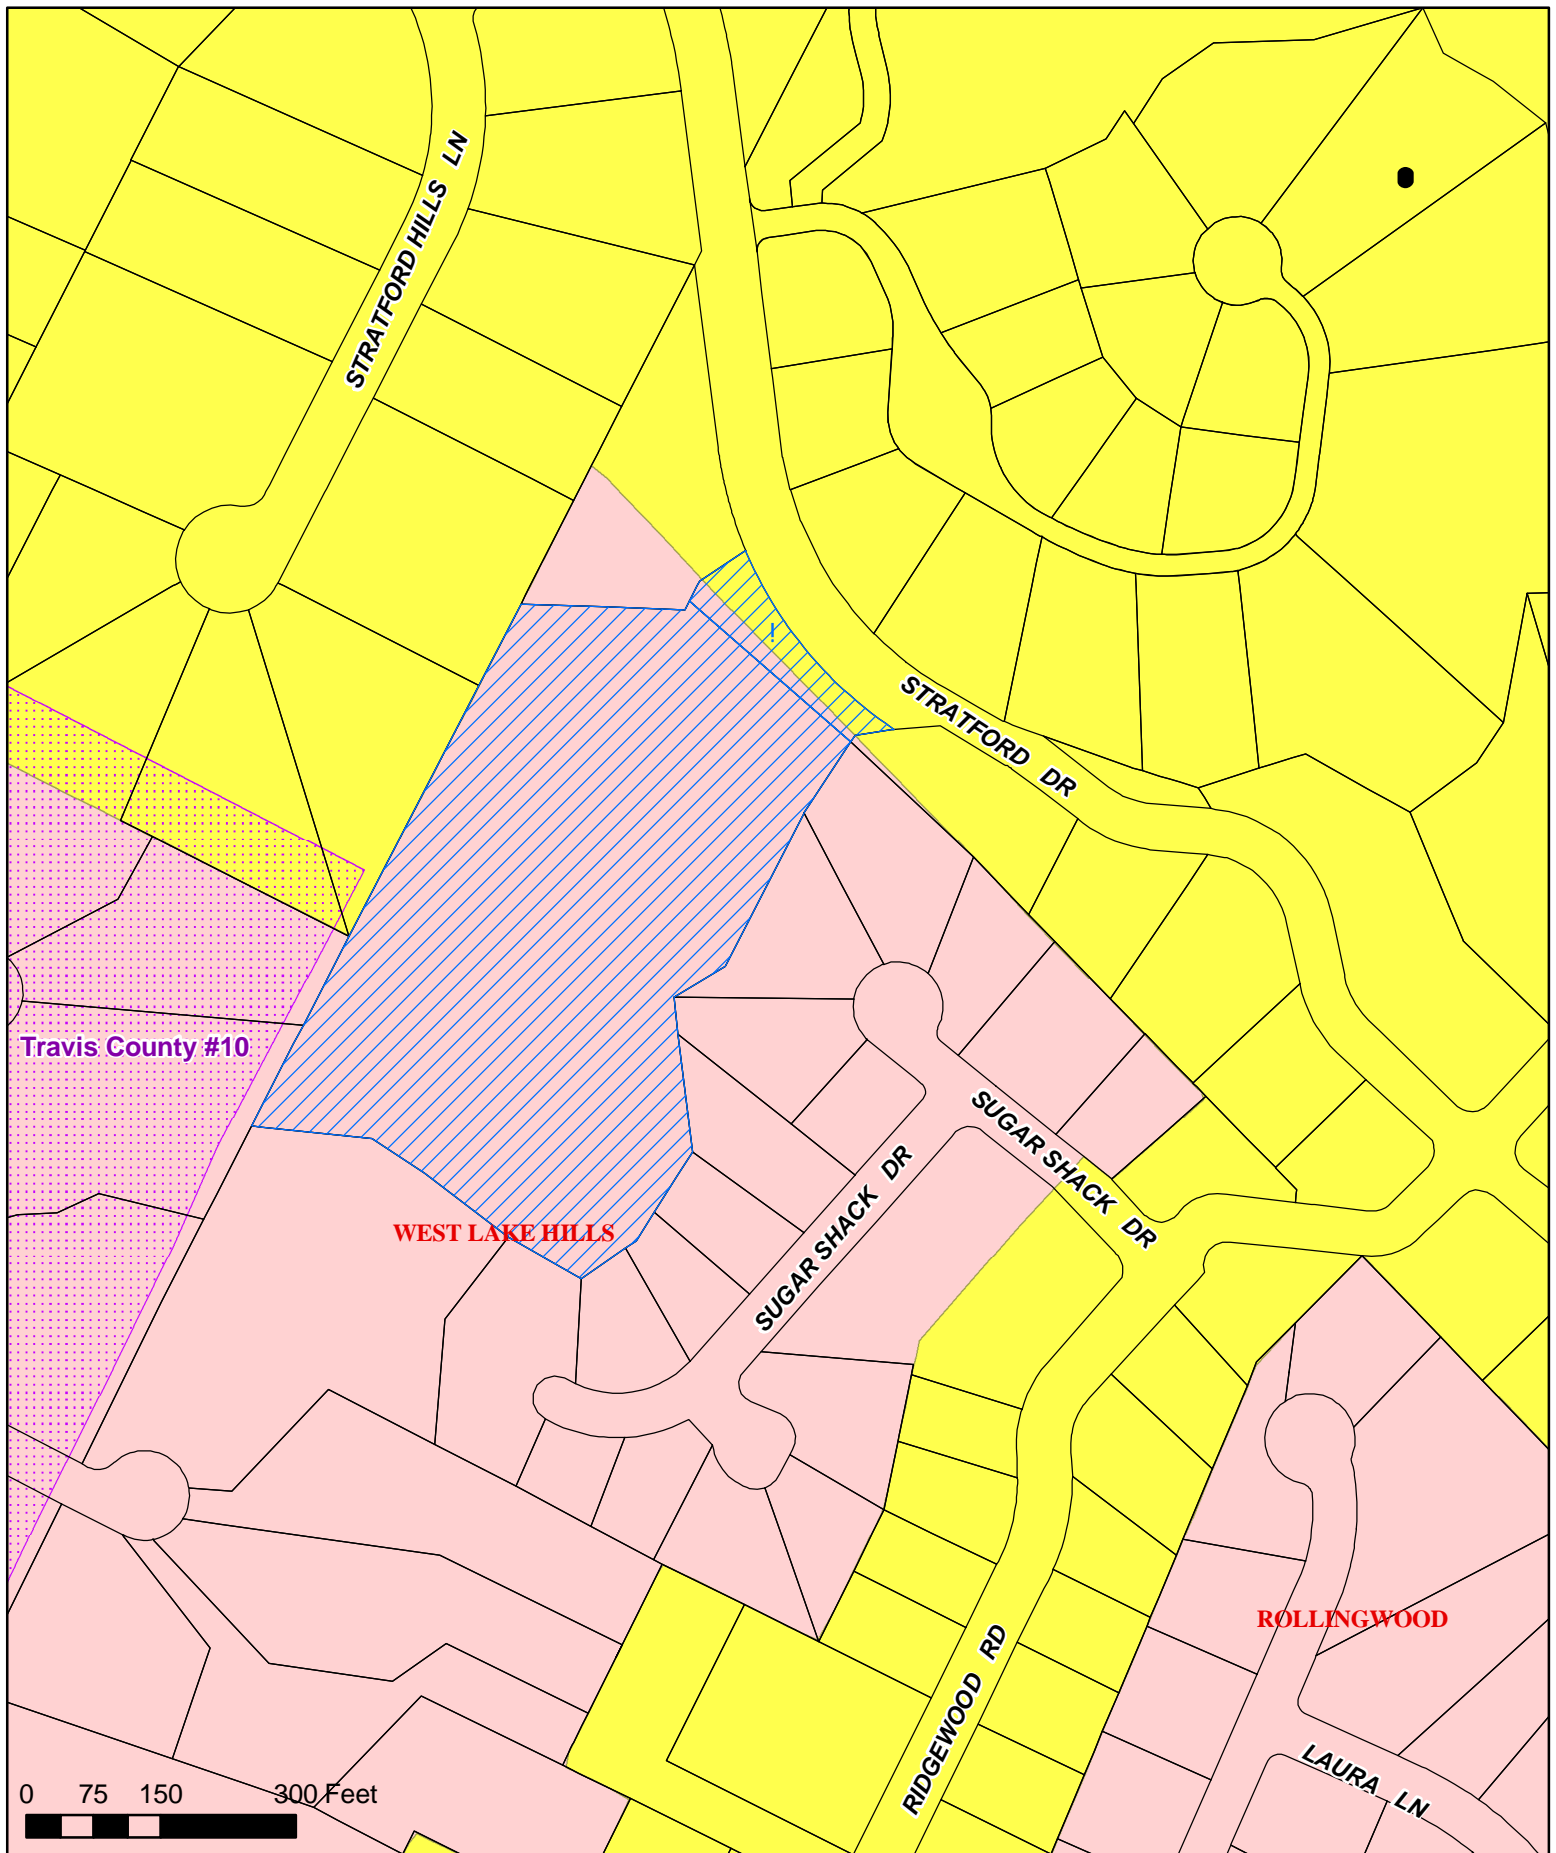 STRATFORD HILLS LN
!
STRATFORD DR
Travis County #10
SUGAR SHACK DR
SUGAR SHACK DR
WEST LAKE HILLS
ROLLINGWOOD
RIDGEWOOD RD
LAURA LN
0 75 150 300 Feet